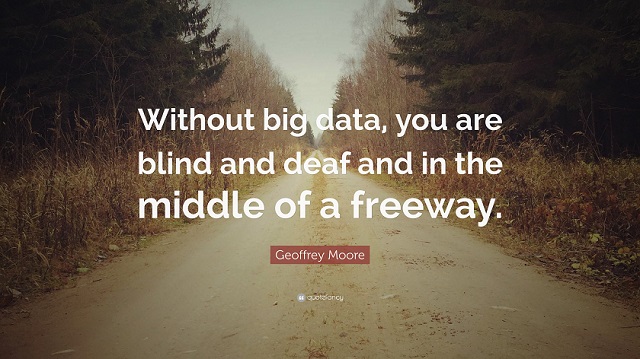 Without big data, you are
blind and deaf and in the
middle of a freeway.
Geoffrey Moore
quotefancy